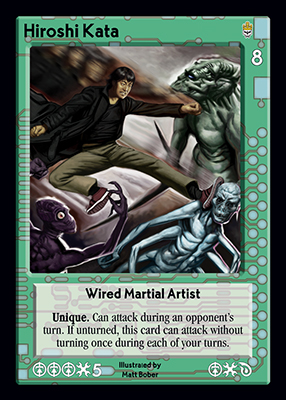 Hiroshi Kata
8
Wired Martial Artist
Unique. Can attack during an opponent's
turn. If unturned, this card can attack without
turning once during each of your turns.
5
Illustrated by
Matt Bober